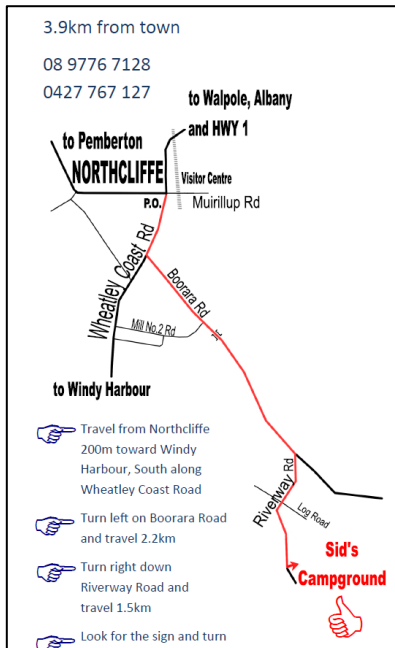 3.9km from town
08 9776 7128
0427 767 127
to Walpole, Albany
and HWY 1
to Pemberton
NORTHCLIFFE
Visitor Centre
P.O.
Muirillup Rd
Wheatley Coast Rd
Boorara Rd
Mill No.2 Rd
to Windy Harbour
Travel from Northcliffe
200m toward Windy
Harbour, South along
Wheatley Coast Road
Riverway Rd
Log Road
Turn left on Boorara Road
and travel 2.2km
Sid's
Campground
Turn right down
Riverway Road and
travel 1.5km
Look for the sign and turn